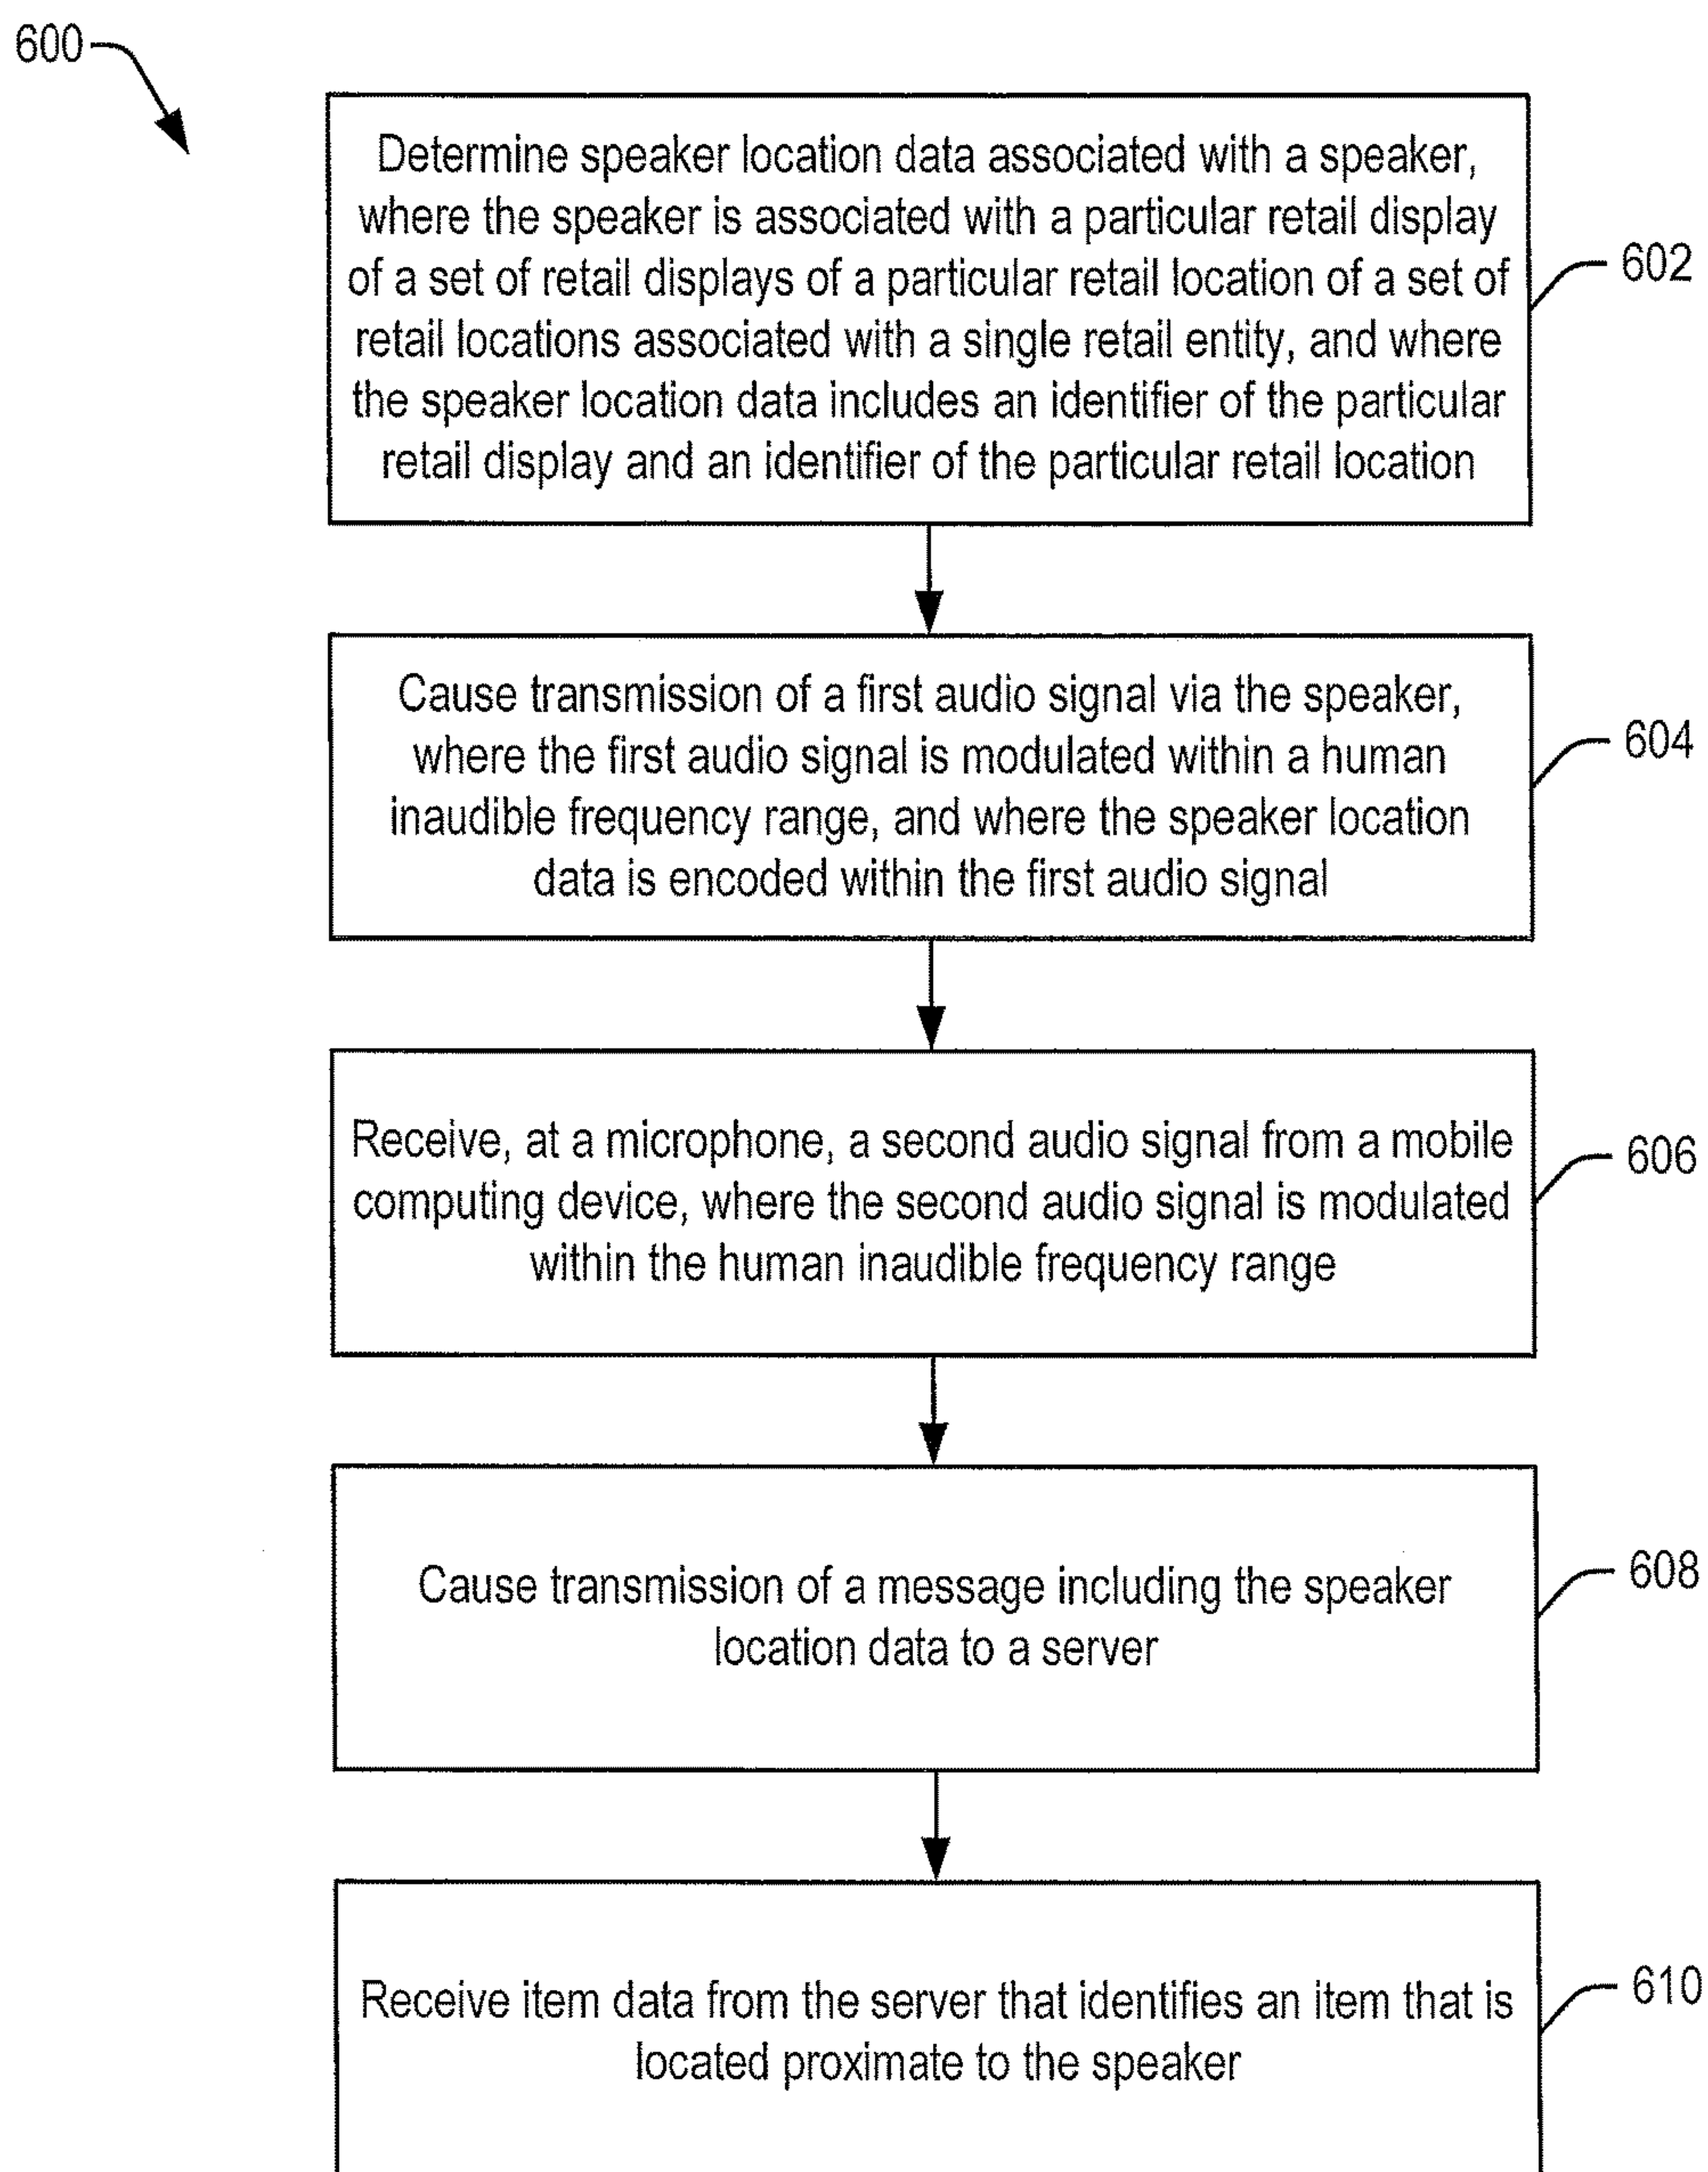 600
Determine speaker location data associated with a speaker,
where the speaker is associated with a particular retail display
of a set of retail displays of a particular retail location of a set of
retail locations associated with a single retail entity, and where
the speaker location data includes an identifier of the particular
retail display and an identifier of the particular retail location
602
Cause transmission of a first audio signal via the speaker,
where the first audio signal is modulated within a human
inaudible frequency range, and where the speaker location
data is encoded within the first audio signal
604
Receive, at a microphone, a second audio signal from a mobile
computing device, where the second audio signal is modulated
within the human inaudible frequency range
606
Cause transmission of a message including the speaker
location data to a server
608
Receive item data from the server that identifies an item that is
located proximate to the speaker
610